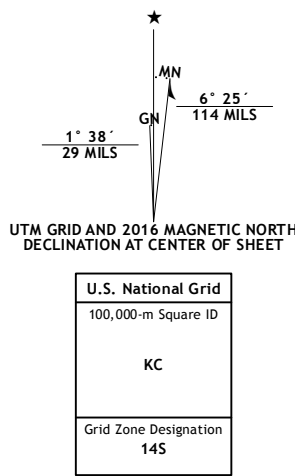 MN
GN
6° 25´
114 MILS
1° 38´
29 MILS
UTM GRID AND 2016 MAGNETIC NORTH
DECLINATION AT CENTER OF SHEET
U.S. National Grid
100,000-m Square ID
KC
Grid Zone Designation
14S